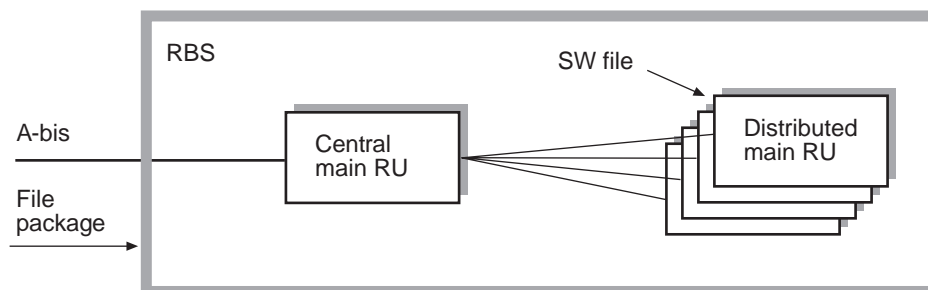 RBS
SW file
A-bis
Central
main RU
Distributed
main RU
File
package